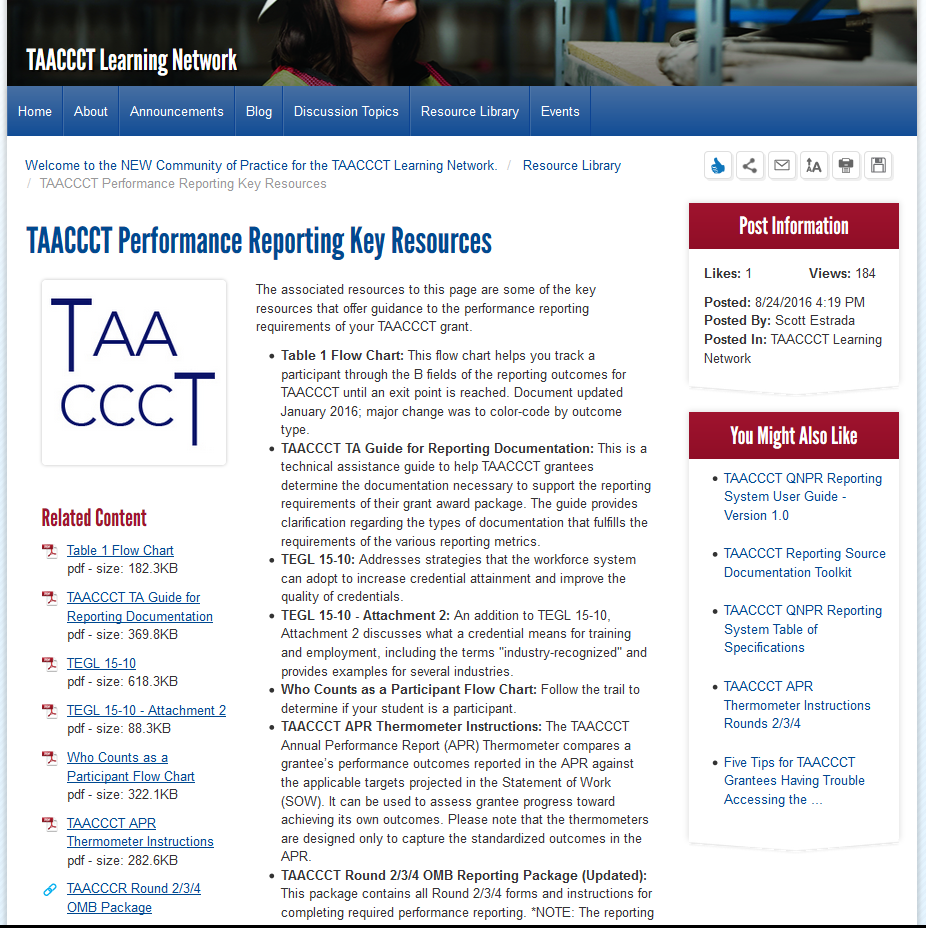 TAACCCT Learning Network
Home
About
Announcements
Blog
Discussion Topics
Resource Library
Events
Welcome to the NEW Community of Practice for the TAACCCT Learning Network. / Resource Library
/ TAACCCT Performance Reporting Key Resources
TAACCCT Performance Reporting Key Resources
TAA
CCCT
Related Content
Table 1 Flow Chart
pdf - size: 182.3KB
TAACCCT TA Guide for
Reporting Documentation
pdf - size: 369.8KB
TEGL 15-10
pdf - size: 618.3KB
TEGL 15-10 - Attachment 2
pdf - size: 88.3KB
Who Counts as a
Participant Flow Chart
pdf - size: 322.1KB
TAACCCT APR
Thermometer Instructions
pdf - size: 282.6KB
TAACCCR Round 2/3/4
OMB Package
The associated resources to this page are some of the key
resources that offer guidance to the performance reporting
requirements of your TAACCCT grant.
• Table 1 Flow Chart: This flow chart helps you track a
participant through the B fields of the reporting outcomes for
TAACCCT until an exit point is reached. Document updated
January 2016; major change was to color-code by outcome
type.
• TAACCCT TA Guide for Reporting Documentation: This is a
technical assistance guide to help TAACCCT grantees
determine the documentation necessary to support the reporting
requirements of their grant award package. The guide provides
clarification regarding the types of documentation that fulfills the
requirements of the various reporting metrics.
• TEGL 15-10: Addresses strategies that the workforce system
can adopt to increase credential attainment and improve the
quality of credentials.
• TEGL 15-10 - Attachment 2: An addition to TEGL 15-10,
Attachment 2 discusses what a credential means for training
and employment, including the terms "industry-recognized" and
provides examples for several industries.
• Who Counts as a Participant Flow Chart: Follow the trail to
determine if your student is a participant.
• TAACCCT APR Thermometer Instructions: The TAACCCT
Annual Performance Report (APR) Thermometer compares a
grantee's performance outcomes reported in the APR against
the applicable targets projected in the Statement of Work
(SOW). It can be used to assess grantee progress toward
achieving its own outcomes. Please note that the thermometers
are designed only to capture the standardized outcomes in the
APR.
• TAACCCT Round 2/3/4 OMB Reporting Package (Updated):
This package contains all Round 2/3/4 forms and instructions for
completing required performance reporting. *NOTE: The reporting
Post Information
Likes: 1 Views: 184
Posted: 8/24/2016 4:19 PM
Posted By: Scott Estrada
Posted In: TAACCCT Learning
Network
You Might Also Like
• TAACCCT QNPR Reporting
System User Guide -
Version 1.0
• TAACCCT Reporting Source
Documentation Toolkit
• TAACCCT QNPR Reporting
System Table of
Specifications
• TAACCCT APR
Thermometer Instructions
Rounds 2/3/4
• Five Tips for TAACCCT
Grantees Having Trouble
Accessing the ...